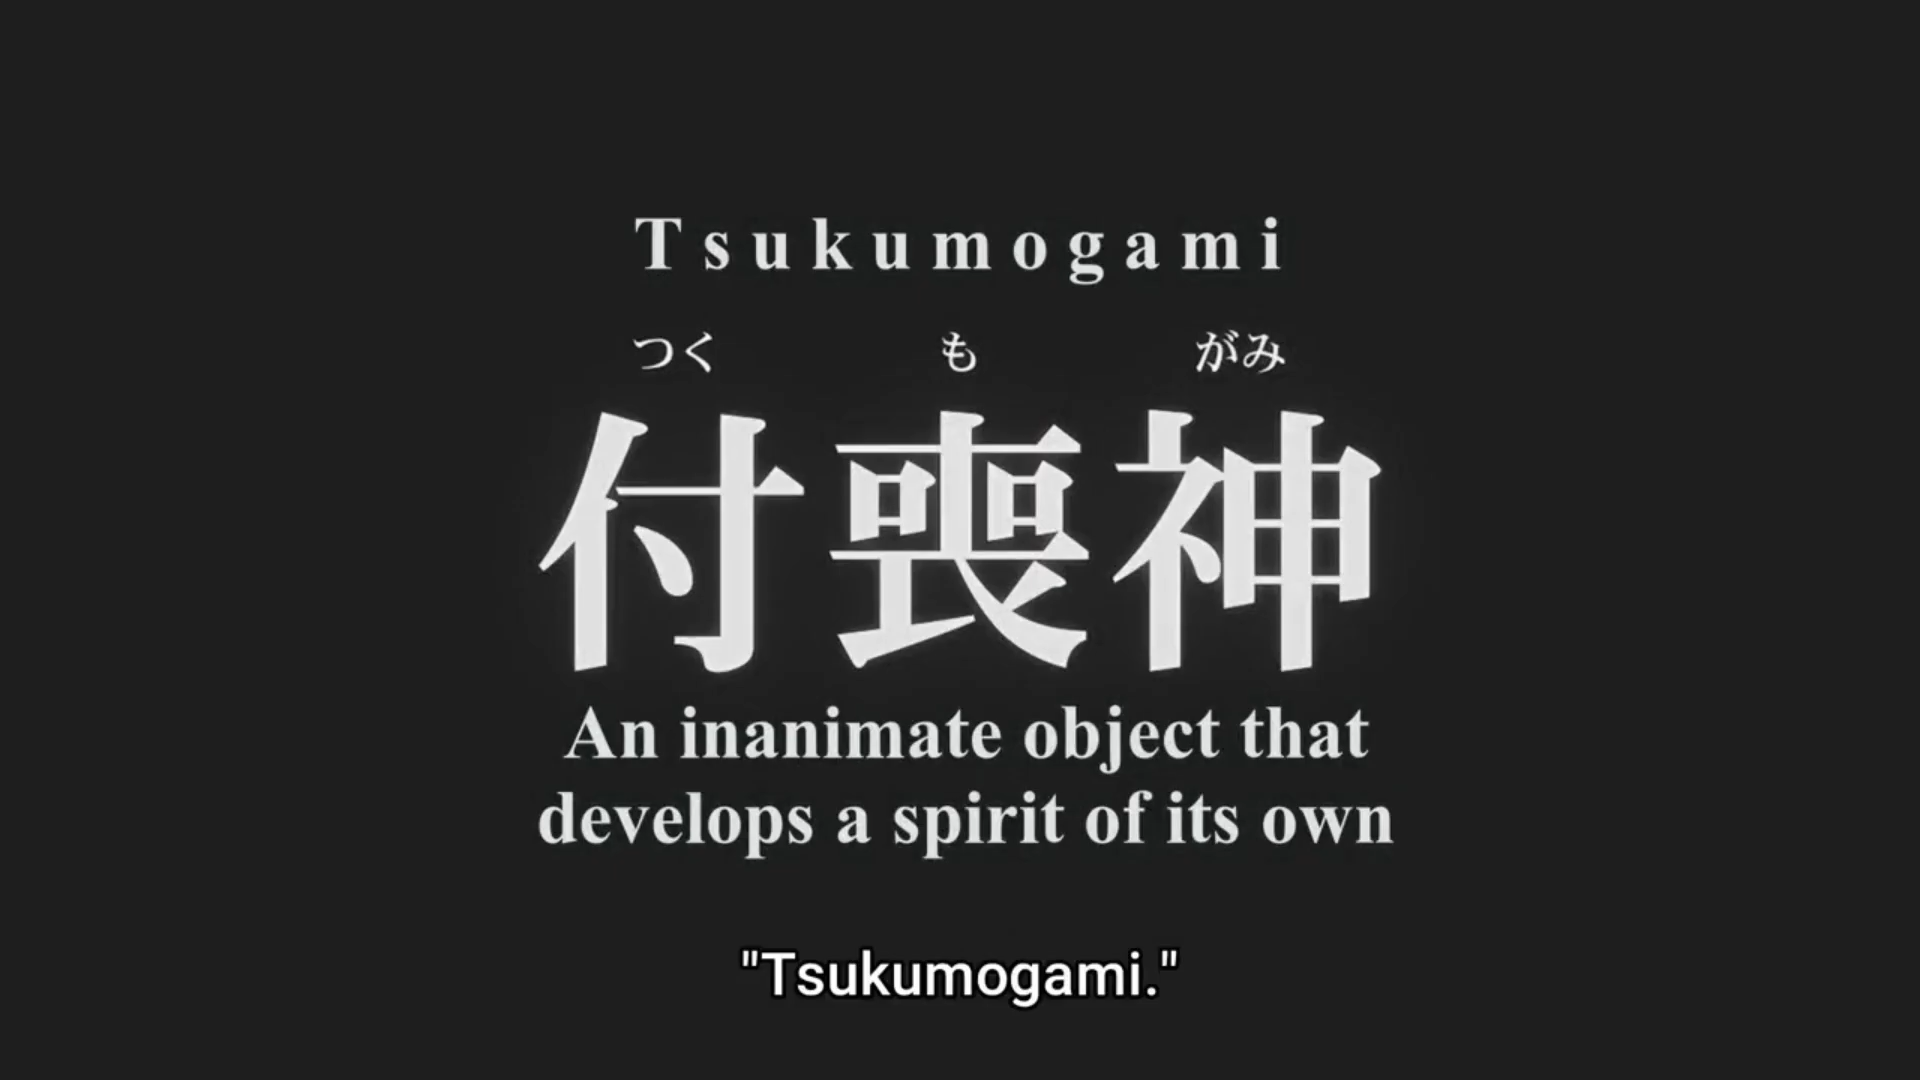 Tsukumogami
つくもがみ
付喪神
An inanimate object that
develops a spirit of its own
"Tsukumogami."